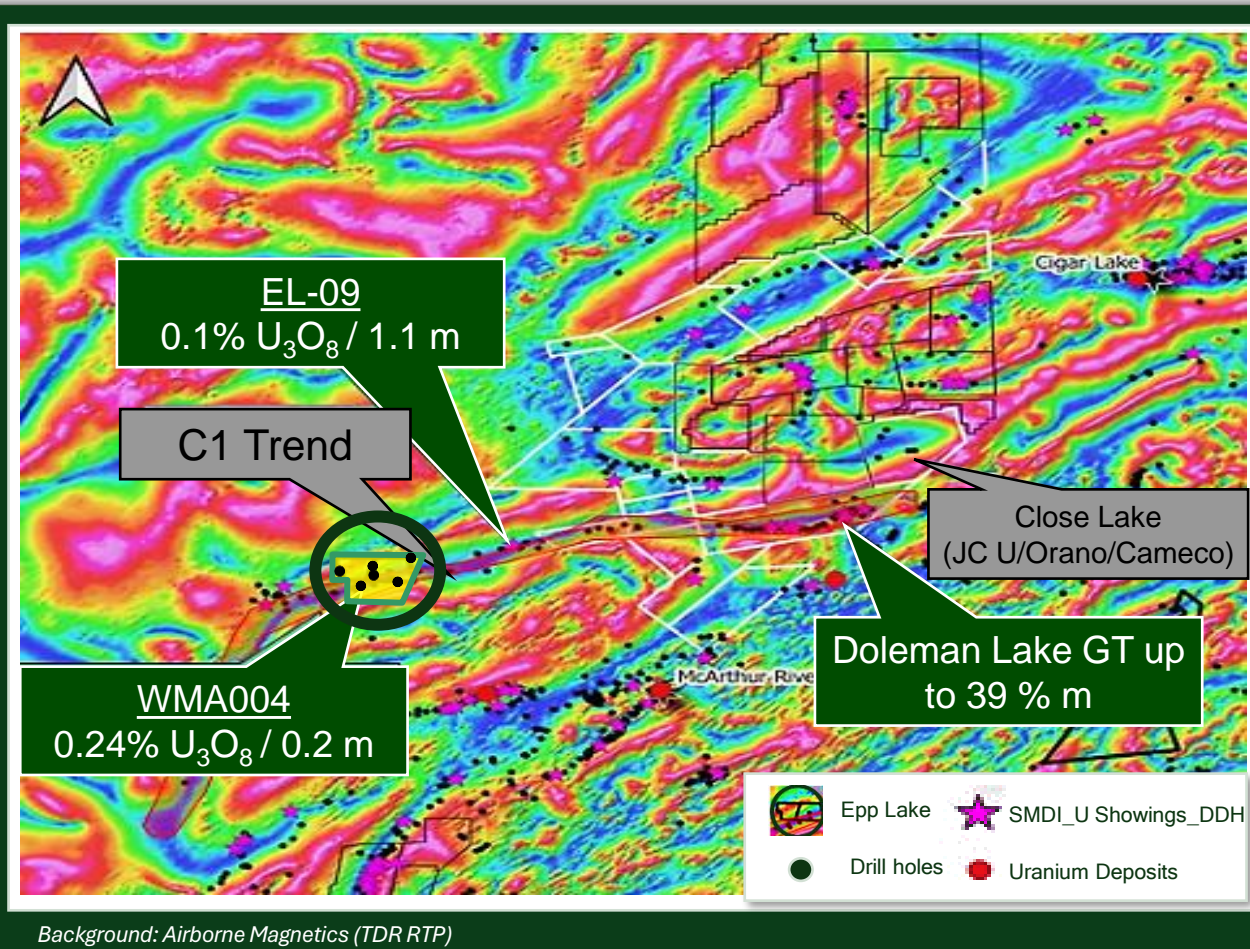 Cigar Lake
EL-09
0.1% U₃O₈ / 1.1 m
C1 Trend
Close Lake
(JC U/Orano/Cameco)
McArthur Rive
Doleman Lake GT up
to 39 % m
WMA004
0.24% U₃O₈ / 0.2 m
Epp Lake
SMDI_U Showings_DDH
Drill holes
Uranium Deposits
Background: Airborne Magnetics (TDR RTP)